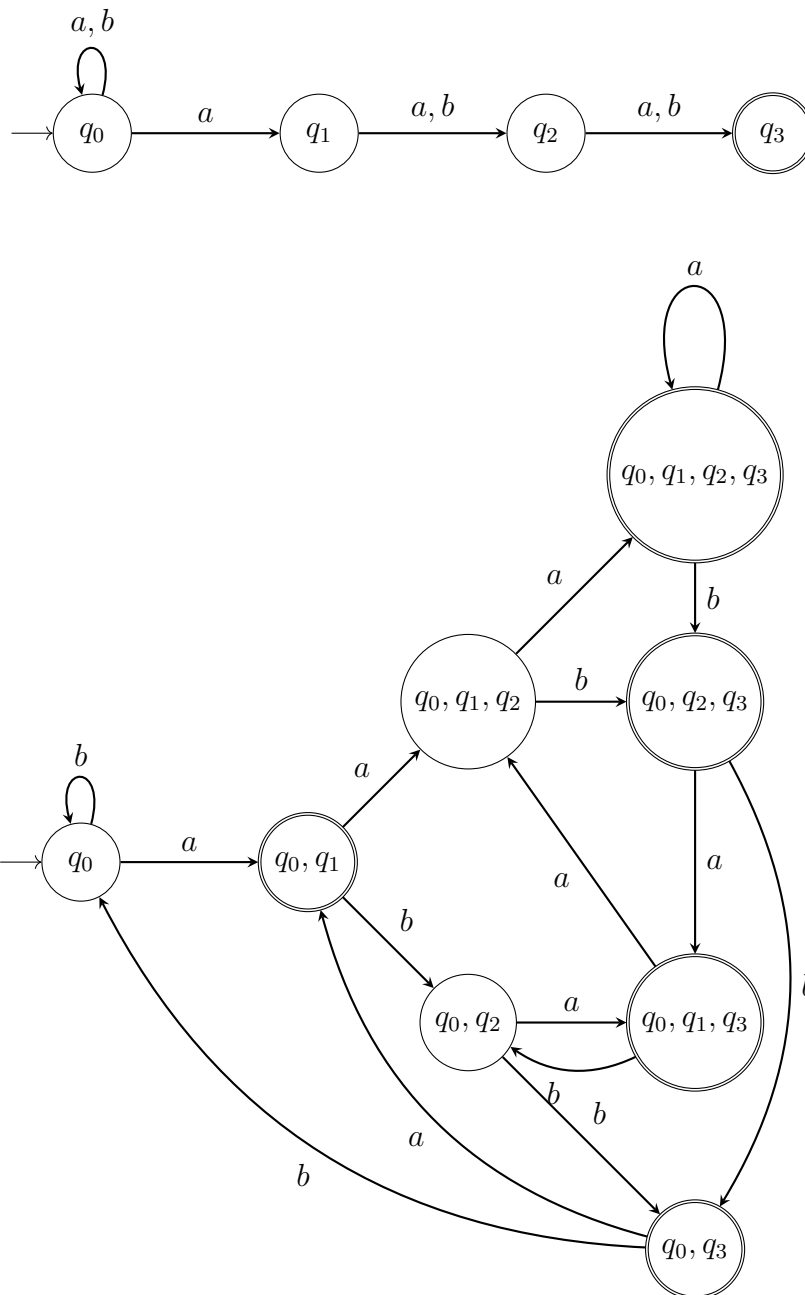 a, b
a
a, b
a, b
q0
q1
q2
q3
a
q0, q1, q2, q3
a
b
q0, q1, q2
b
q0, q2, q3
b
a
a
q0
a
q0, q1
a
b
q0, q2
a
q0, q1, q3
b
b
a
b
q0, q3